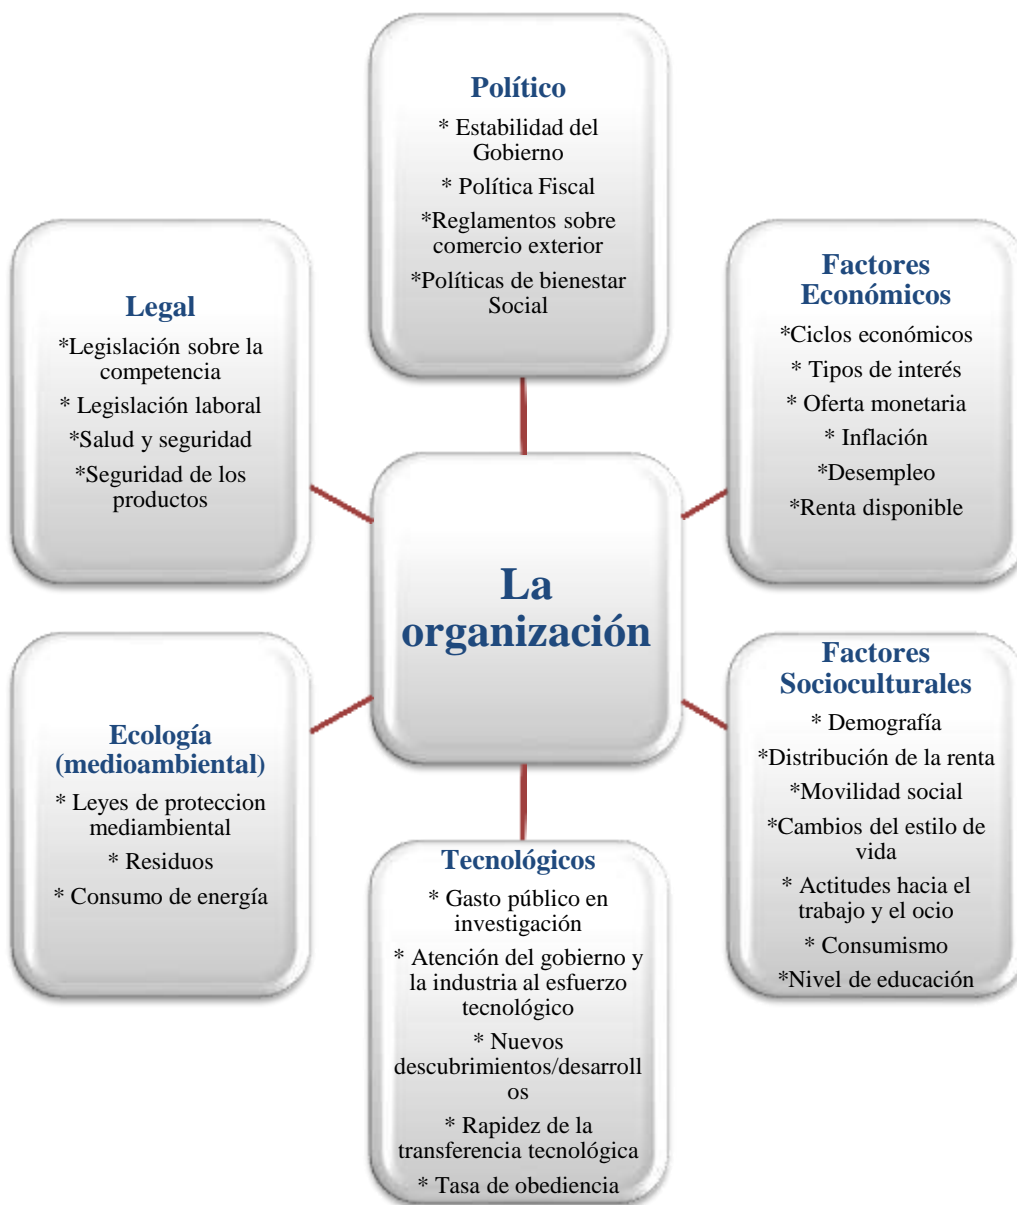 Político
* Estabilidad del
Gobierno
* Política Fiscal
*Reglamentos sobre
comercio exterior
*Políticas de bienestar
Social
Factores
Económicos
*Ciclos económicos
* Tipos de interés
* Oferta monetaria
* Inflación
*Desempleo
*Renta disponible
Factores
Socioculturales
* Demografía
*Distribución de la renta
*Movilidad social
*Cambios del estilo de
vida
* Actitudes hacia el
trabajo y el ocio
* Consumismo
*Nivel de educación
Tecnológicos
* Gasto público en
investigación
* Atención del gobierno y
la industria al esfuerzo
tecnológico
* Nuevos
descubrimientos/desarroll
os
* Rapidez de la
transferencia tecnológica
* Tasa de obediencia
Ecología
(medioambiental)
* Leyes de proteccion
mediambiental
* Residuos
* Consumo de energía
Legal
*Legislación sobre la
competencia
* Legislación laboral
*Salud y seguridad
*Seguridad de los
productos
La
organización